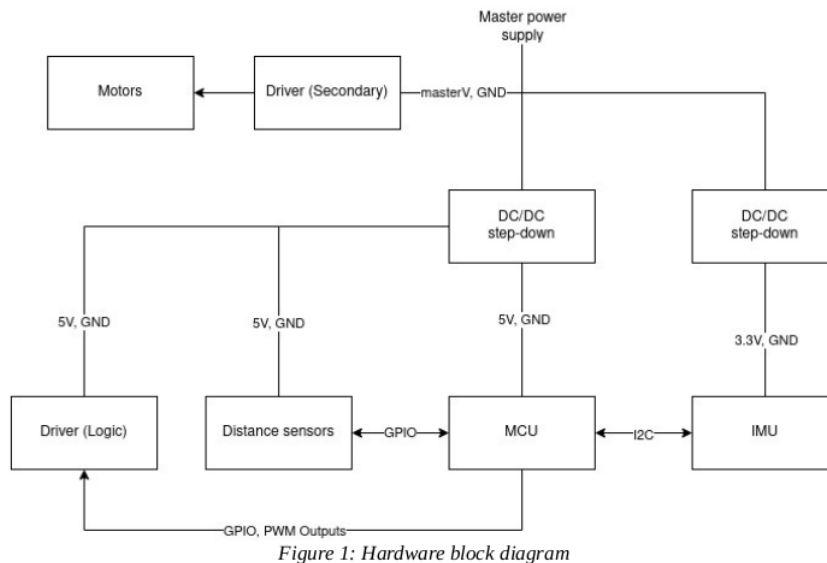 Master power
supply
Motors
Driver (Secondary)
masterV, GND
DC/DC
step-down
DC/DC
step-down
5V, GND
5V, GND
5V, GND
3.3V, GND
Driver (Logic)
Distance sensors
GPIO
MCU
I2C
IMU
GPIO, PWM Outputs
Figure 1: Hardware block diagram